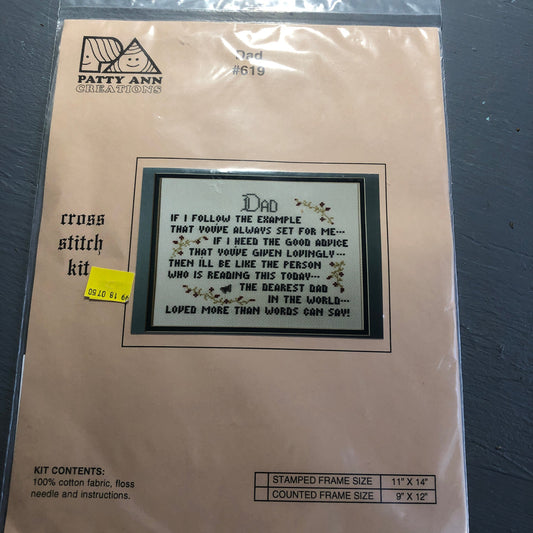 Dad
#619
PATTY ANN
CREATIONS
cross
stitch
kit
DAD
IF I FOLLOW THE EXAMPLE
THAT YOU'VE ALWAYS SET FOR ME---
IF I NEED THE GOOD ADVICE
THAT YOU'VE GIVEN LOVINGLY---
THEN I'LL BE LIKE THE PERSON
WHO IS READING THIS TODAY---
THE DEAREST DAD
IN THE WORLD---
LOVED MORE THAN WORDS CAN SAY!
KIT CONTENTS:
100% cotton fabric, floss
needle and instructions.
STAMPED FRAME SIZE 11" X 14"
COUNTED FRAME SIZE 9" X 12"